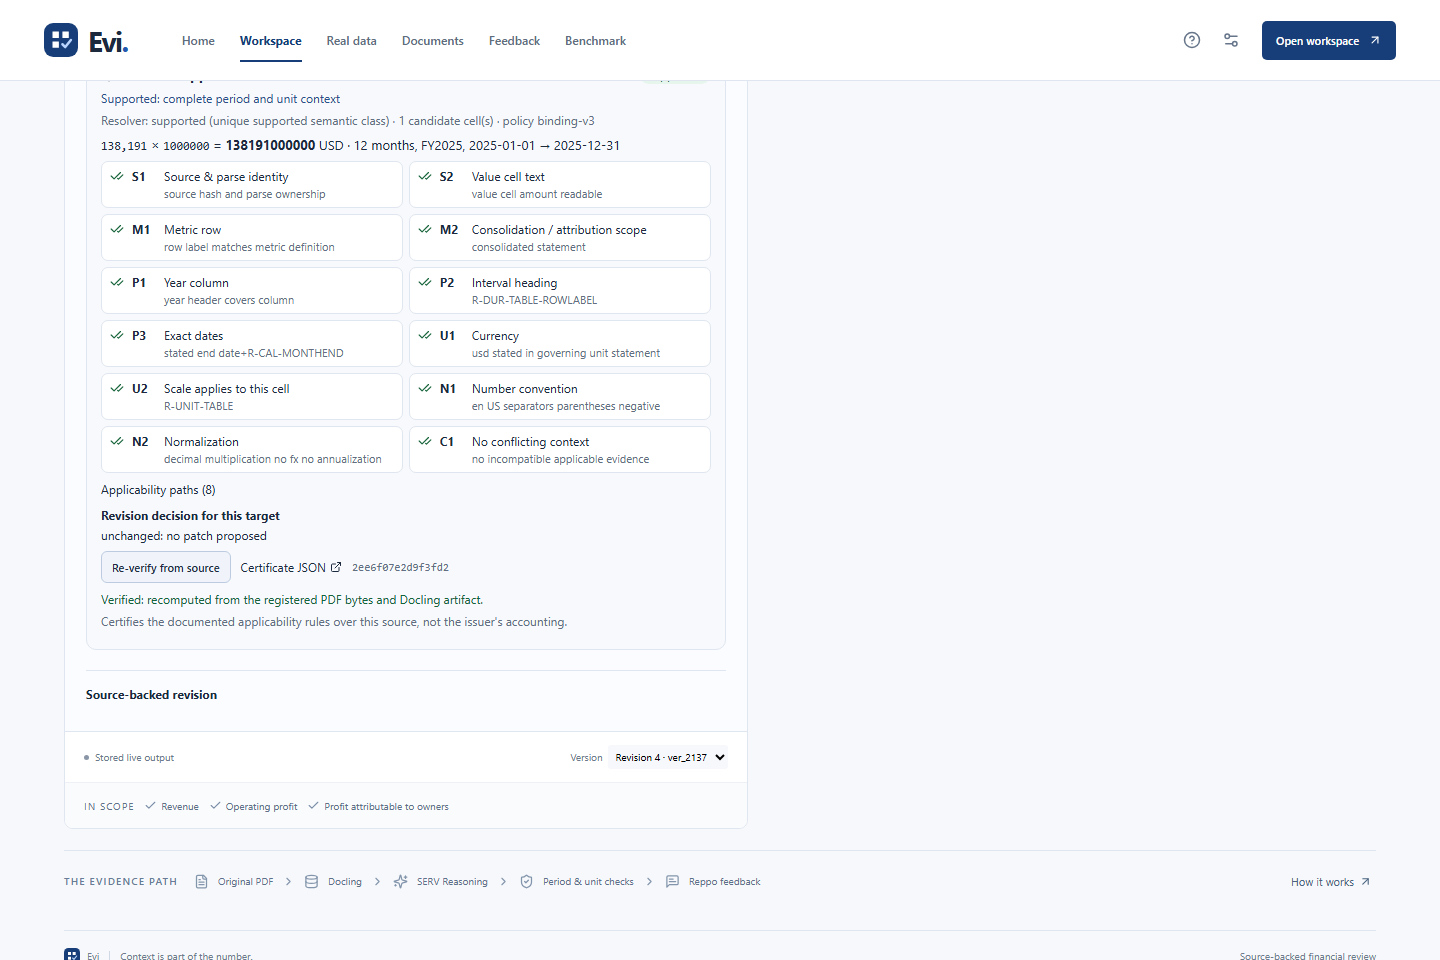 Evi.
Home
Workspace
Real data
Documents
Feedback
Benchmark
Open workspace
Supported: complete period and unit context
Resolver: supported (unique supported semantic class) · 1 candidate cell(s) · policy binding-v3
138,191 × 1000000 = 138191000000 USD · 12 months, FY2025, 2025-01-01 → 2025-12-31
S1 Source & parse identity
source hash and parse ownership
S2 Value cell text
value cell amount readable
M1 Metric row
row label matches metric definition
M2 Consolidation / attribution scope
consolidated statement
P1 Year column
year header covers column
P2 Interval heading
R-DUR-TABLE-ROWLABEL
P3 Exact dates
stated end date+R-CAL-MONTHEND
U1 Currency
usd stated in governing unit statement
U2 Scale applies to this cell
R-UNIT-TABLE
N1 Number convention
en US separators parentheses negative
N2 Normalization
decimal multiplication no fx no annualization
C1 No conflicting context
no incompatible applicable evidence
Applicability paths (8)
Revision decision for this target
unchanged: no patch proposed
Re-verify from source
Certificate JSON
2ee6f07e2d9f3fd2
Verified: recomputed from the registered PDF bytes and Docling artifact.
Certifies the documented applicability rules over this source, not the issuer's accounting.
Source-backed revision
Stored live output
Version Revision 4 · ver_2137
IN SCOPE Revenue Operating profit Profit attributable to owners
THE EVIDENCE PATH Original PDF Docling SERV Reasoning Period & unit checks Reppo feedback
How it works
Evi Context is part of the number.
Source-backed financial review